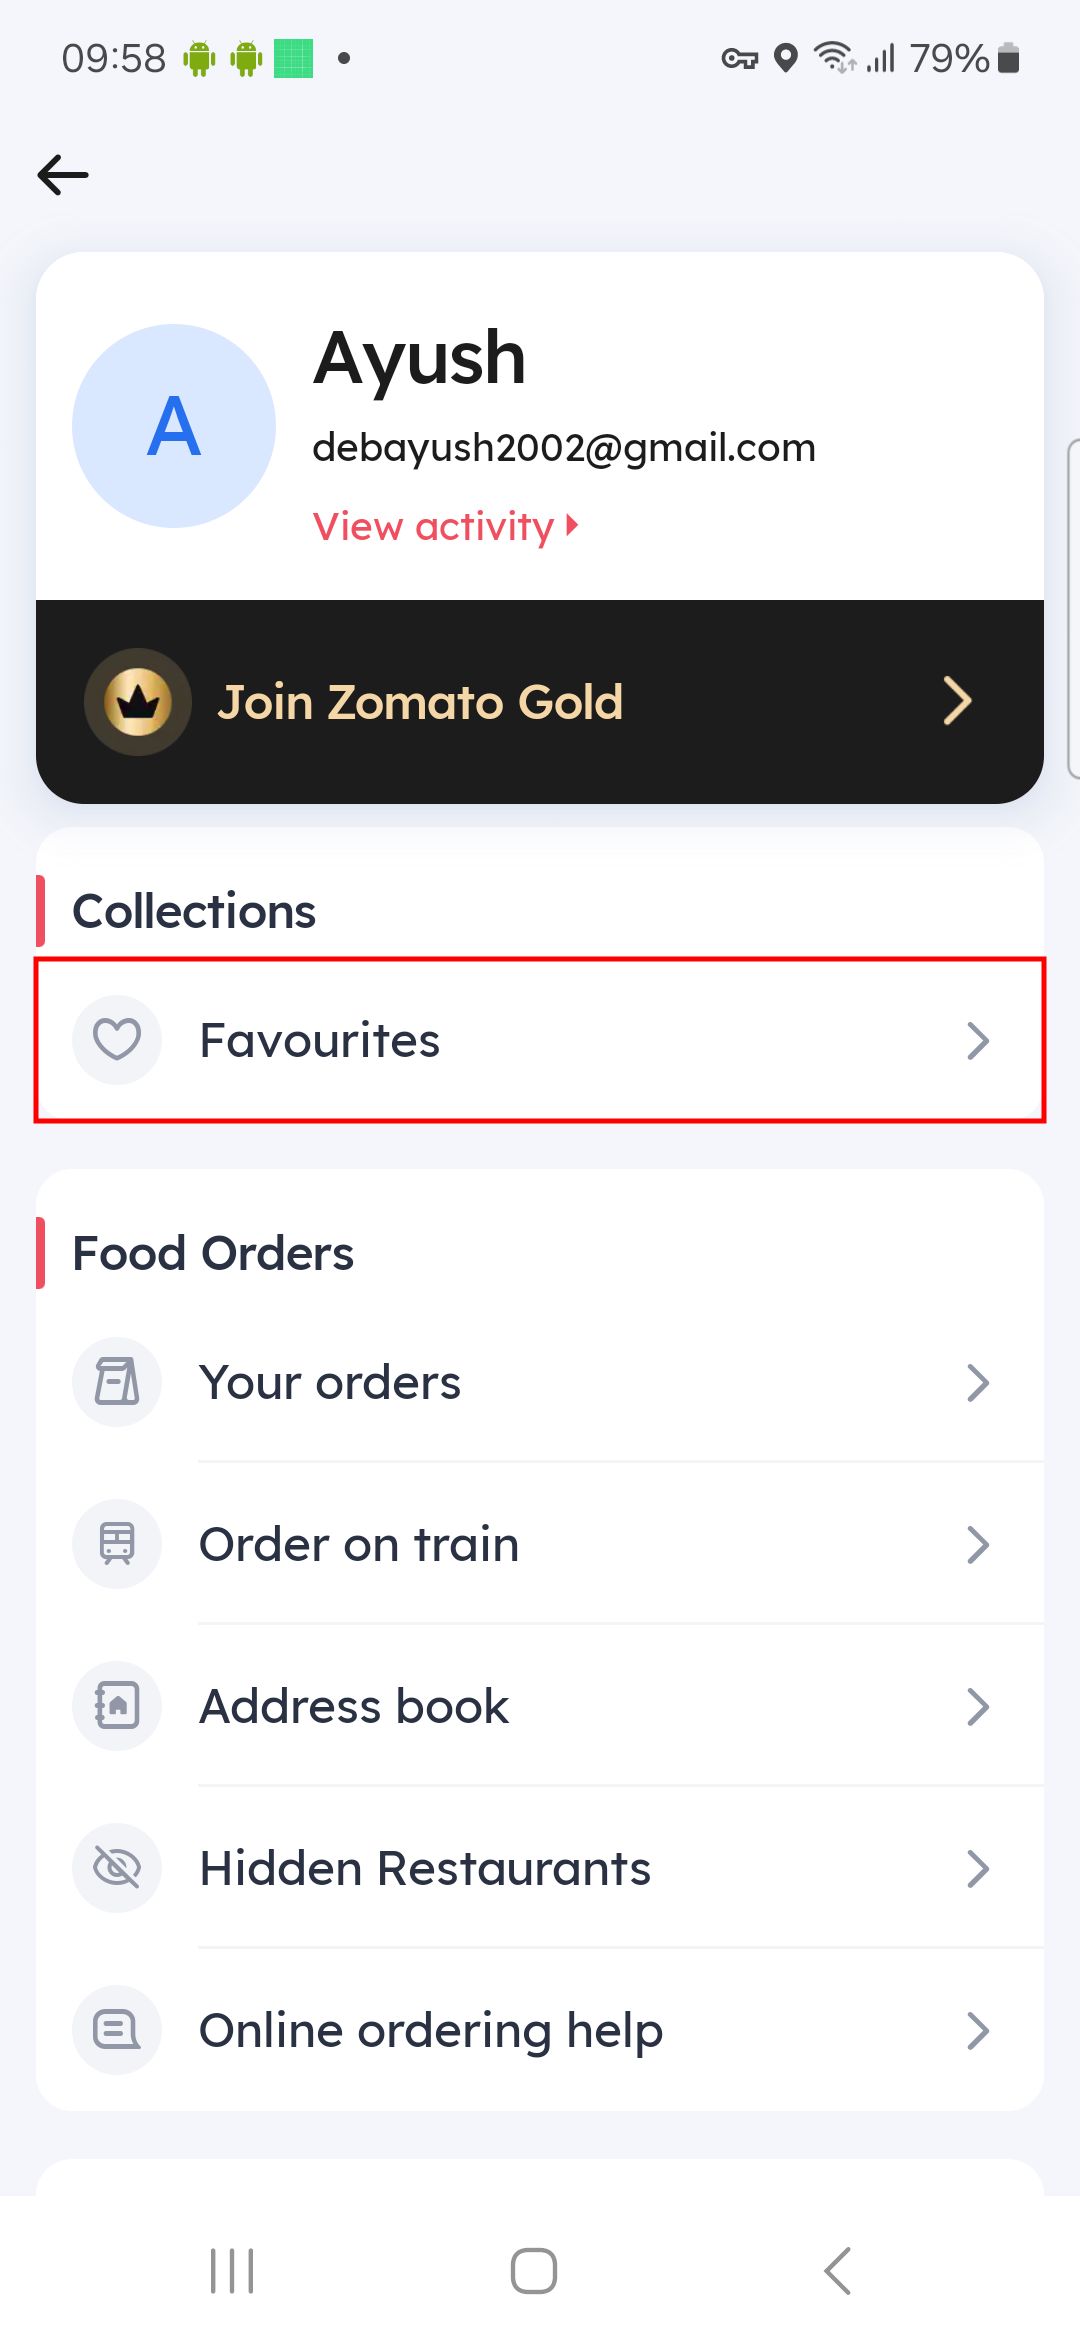 09:58
79%
A
Ayush
debayush2002@gmail.com
View activity
Join Zomato Gold
Collections
Favourites
Food Orders
Your orders
Order on train
Address book
Hidden Restaurants
Online ordering help